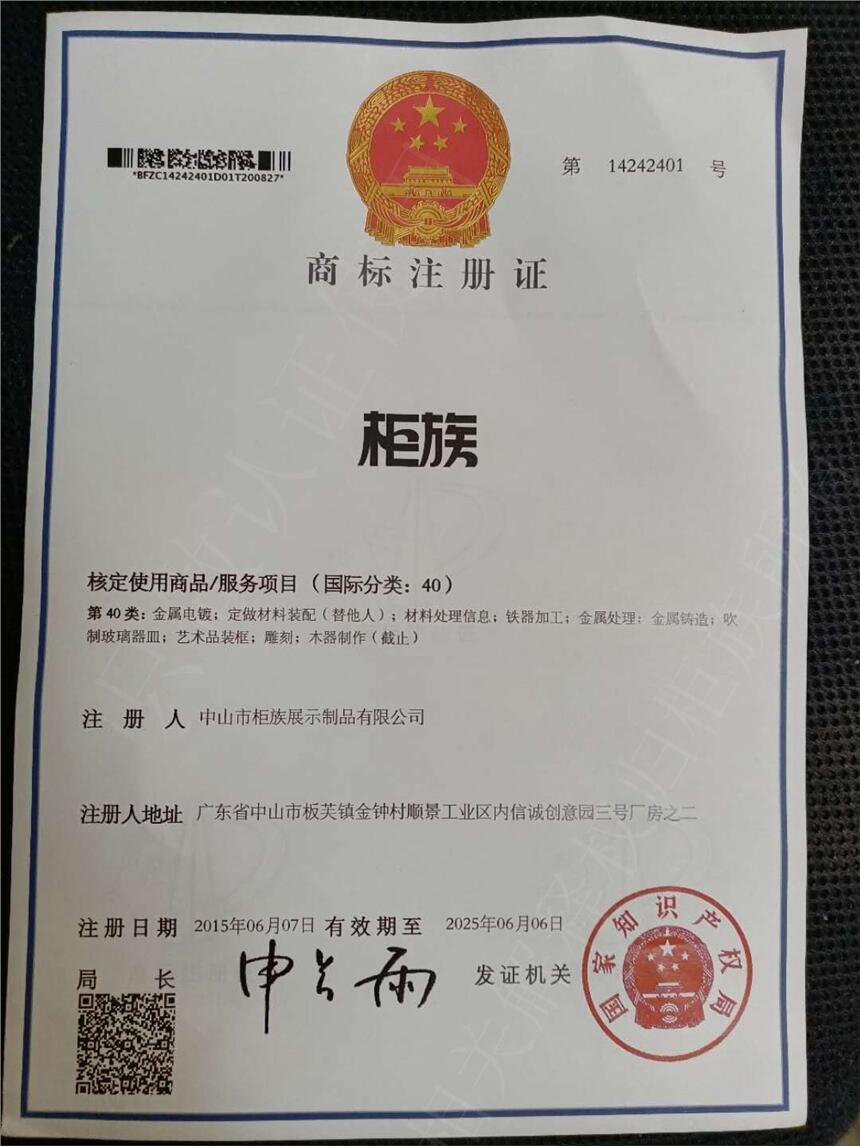 *BFZC14242401D01T200827*
第 14242401 号
商标注册证
柜族
核定使用商品/服务项目（国际分类：40）
第 40 类：金属电镀；定做材料装配（替他人）；材料处理信息；铁器加工；金属处理；金属铸造；吹
制玻璃器皿；艺术品装框；雕刻；木器制作（截止）
注 册 人 中山市柜族展示制品有限公司
注册人地址 广东省中山市板芙镇金钟村顺景工业区内信诚创意园三号厂房之二
注册日期 2015年06月07日 有效期至 2025年06月06日
局 长 申长雨 发证机关
国家知识产权局